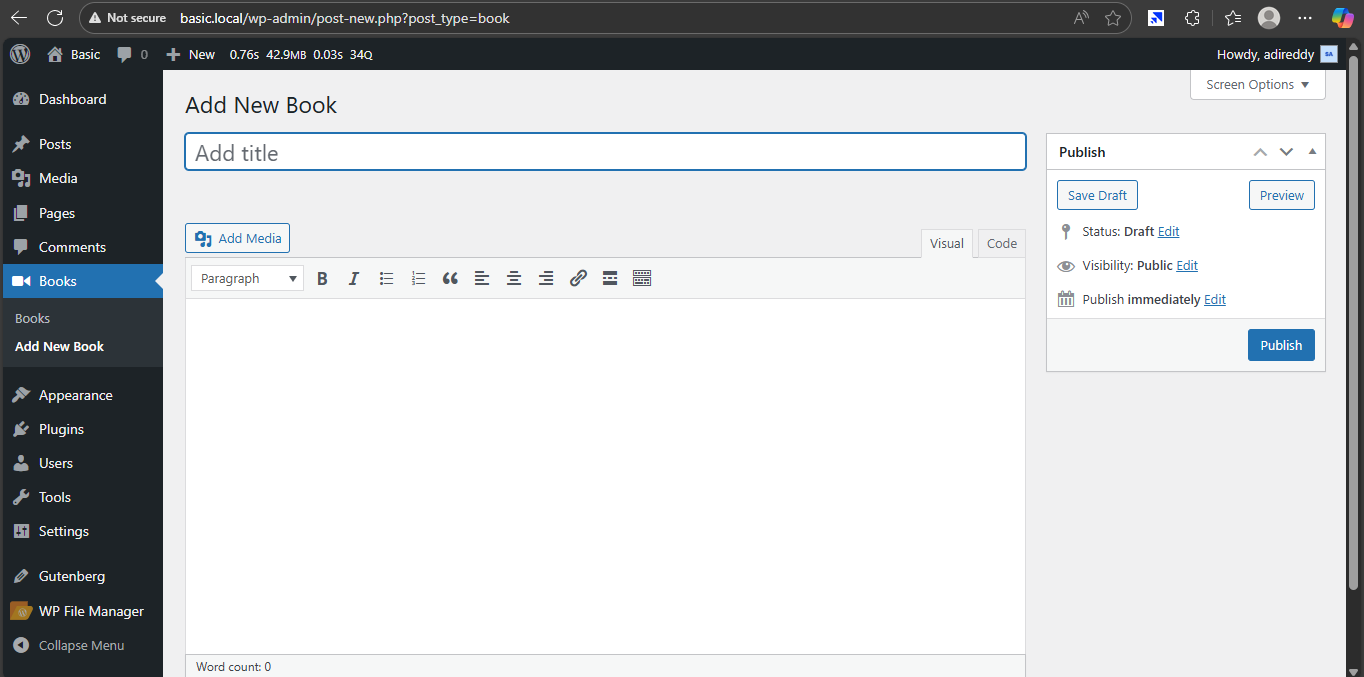 Not secure basic.local/wp-admin/post-new.php?post_type=book
Basic 0 New 0.76s 42.9MB 0.03s 34Q Howdy, adireddy BA
Screen Options
Dashboard
Posts
Media
Pages
Comments
Books
Books
Add New Book
Appearance
Plugins
Users
Tools
Settings
Gutenberg
WP File Manager
Collapse Menu
Add New Book
Add title
Add Media
Visual Code
Paragraph B I
Word count: 0
Publish
Save Draft Preview
Status: Draft Edit
Visibility: Public Edit
Publish immediately Edit
Publish